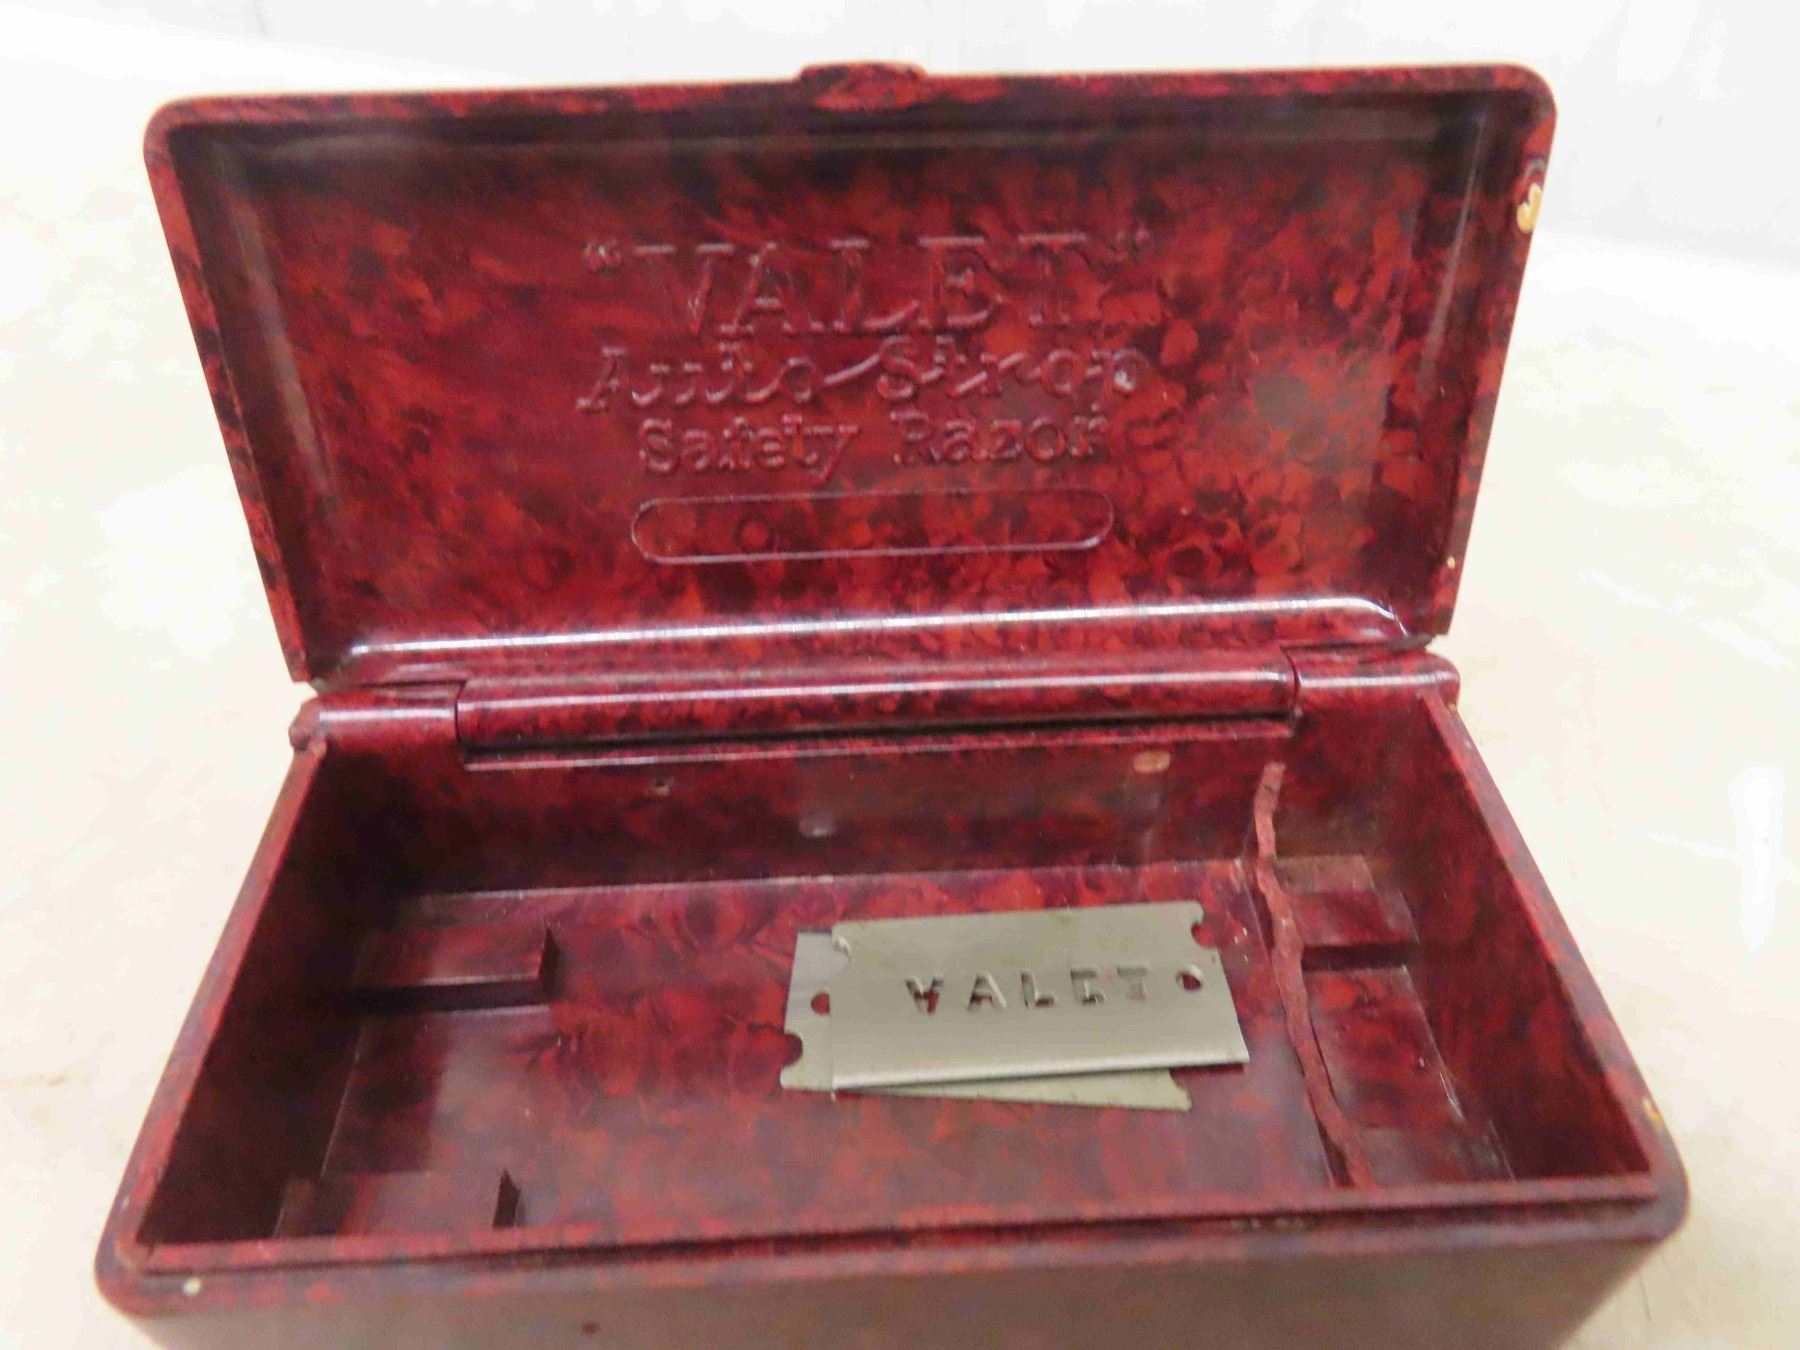 "VALET"
Auto-Strop
Safety Razor
VALET